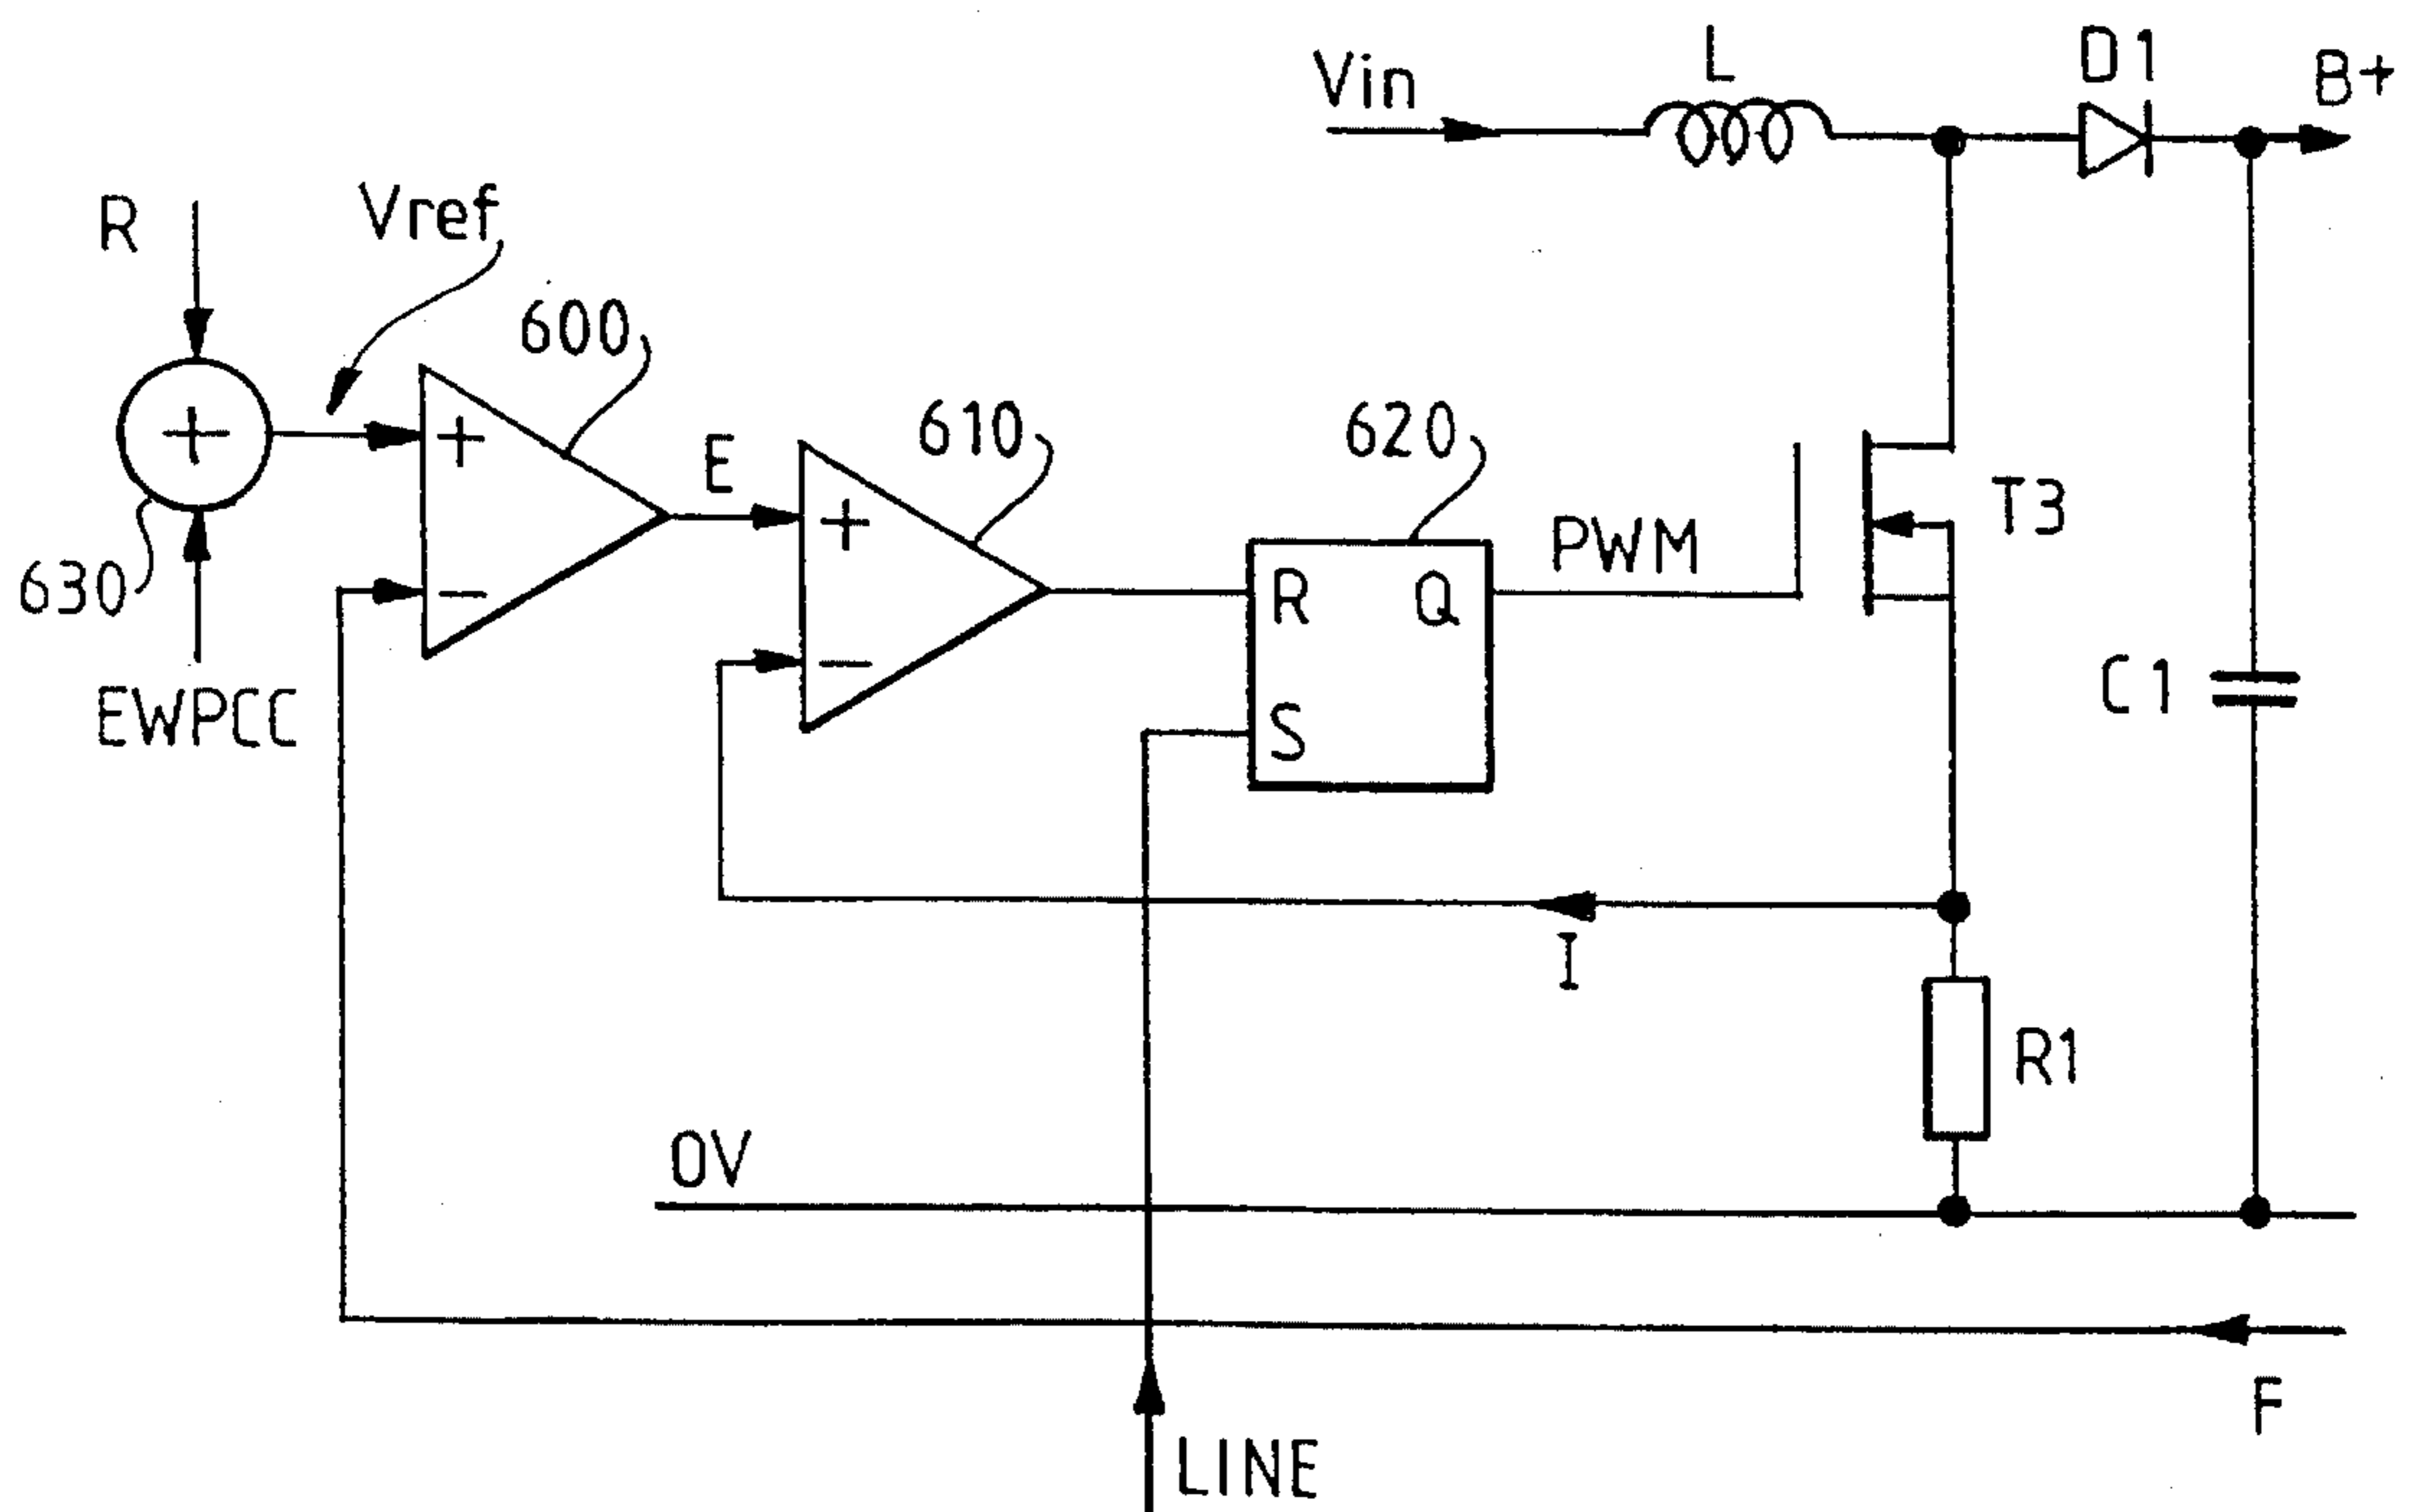 Vin
L
D1
B+
R
Vref
600
+
+
−
630
EWPCC
E
610
+
−
620
R
Q
S
PWM
T3
C1
I
R1
0V
F
LINE